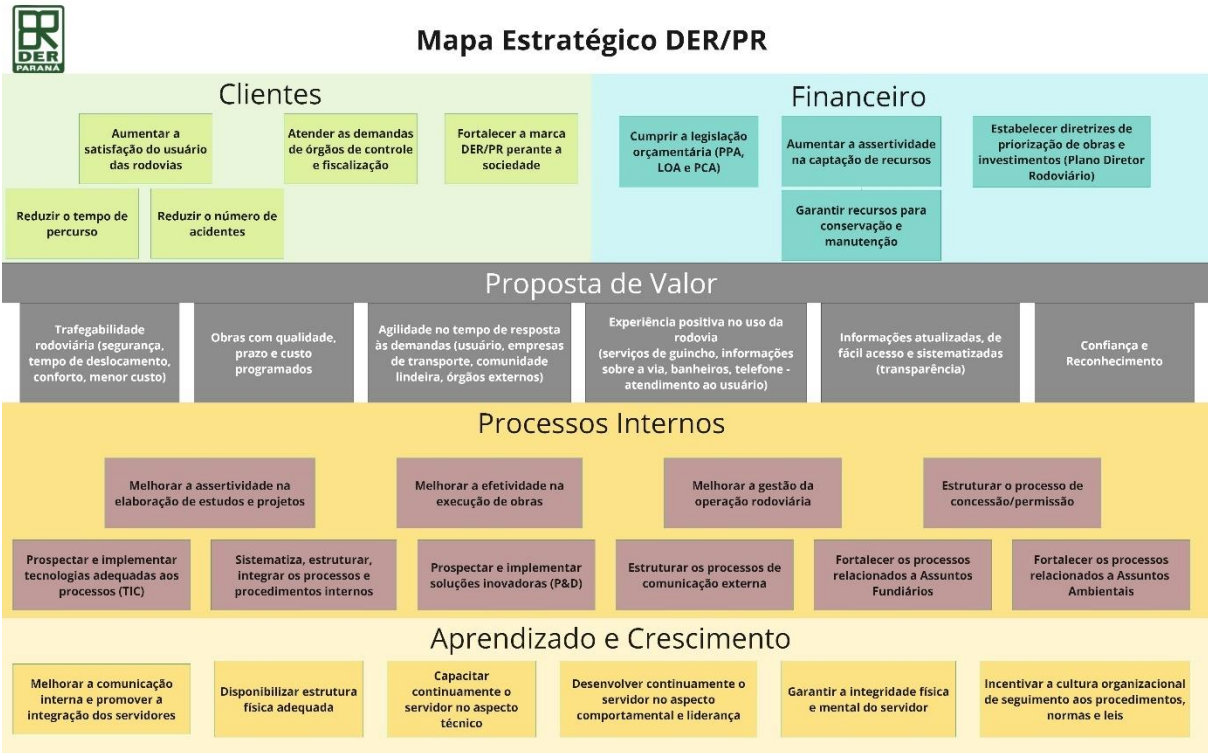 DER
PARANÁ
Mapa Estratégico DER/PR
Clientes
Aumentar a
satisfação do usuário
das rodovias
Atender as demandas
de órgãos de controle
e fiscalização
Fortalecer a marca
DER/PR perante a
sociedade
Reduzir o tempo de
percurso
Reduzir o número de
acidentes
Financeiro
Cumprir a legislação
orçamentária (PPA,
LOA e PCA)
Aumentar a assertividade
na captação de recursos
Estabelecer diretrizes de
priorização de obras e
investimentos (Plano Diretor
Rodoviário)
Garantir recursos para
conservação e
manutenção
Proposta de Valor
Trafegabilidade
rodoviária (segurança,
tempo de deslocamento,
conforto, menor custo)
Obras com qualidade,
prazo e custo
programados
Agilidade no tempo de resposta
às demandas (usuário, empresas
de transporte, comunidade
lindeira, órgãos externos)
Experiência positiva no uso da
rodovia
(serviços de guincho, informações
sobre a via, banheiros, telefone -
atendimento ao usuário)
Informações atualizadas, de
fácil acesso e sistematizadas
(transparência)
Confiança e
Reconhecimento
Processos Internos
Melhorar a assertividade na
elaboração de estudos e projetos
Melhorar a efetividade na
execução de obras
Melhorar a gestão da
operação rodoviária
Estruturar o processo de
concessão/permissão
Prospectar e implementar
tecnologias adequadas aos
processos (TIC)
Sistematiza, estruturar,
integrar os processos e
procedimentos internos
Prospectar e implementar
soluções inovadoras (P&D)
Estruturar os processos de
comunicação externa
Fortalecer os processos
relacionados a Assuntos
Fundiários
Fortalecer os processos
relacionados a Assuntos
Ambientais
Aprendizado e Crescimento
Melhorar a comunicação
interna e promover a
integração dos servidores
Disponibilizar estrutura
física adequada
Capacitar
continuamente o
servidor no aspecto
técnico
Desenvolver continuamente o
servidor no aspecto
comportamental e liderança
Garantir a integridade física
e mental do servidor
Incentivar a cultura organizacional
de seguimento aos procedimentos,
normas e leis